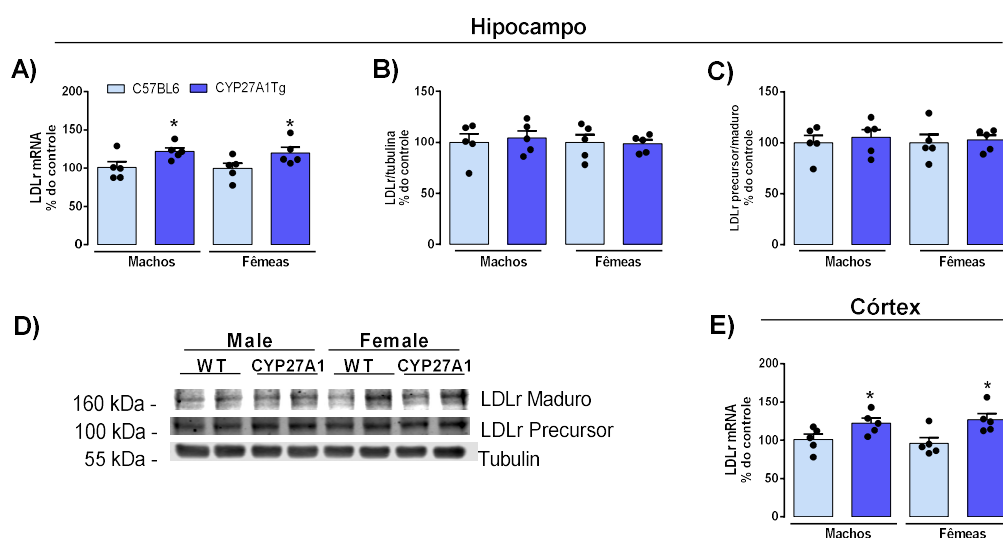 Hipocampo
A)
C57BL6
CYP27A1Tg
LDLr mRNA
% do controle
200
150
100
50
0
*
*
Machos
Fêmeas
B)
LDLr/tubulina
% do controle
150
100
50
0
Machos
Fêmeas
C)
LDLr precursor/maduro
% do controle
150
100
50
0
Machos
Fêmeas
D)
Male
Female
WT
CYP27A1
WT
CYP27A1
160 kDa -
LDLr Maduro
100 kDa -
LDLr Precursor
55 kDa -
Tubulin
Córtex
E)
LDLr mRNA
% do controle
200
150
100
50
0
*
*
Machos
Fêmeas